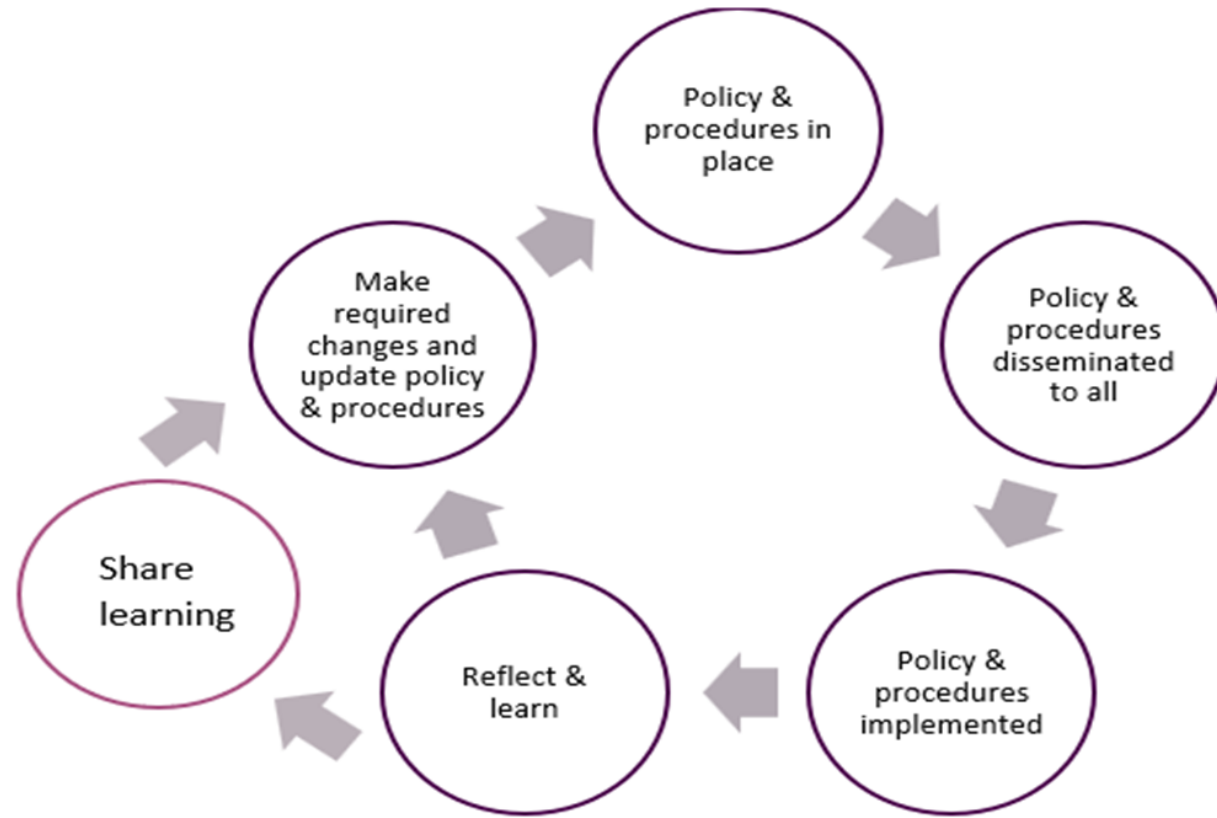 Policy &
procedures in
place
Policy &
procedures
disseminated
to all
Policy &
procedures
implemented
Reflect &
learn
Share
learning
Make
required
changes and
update policy
& procedures